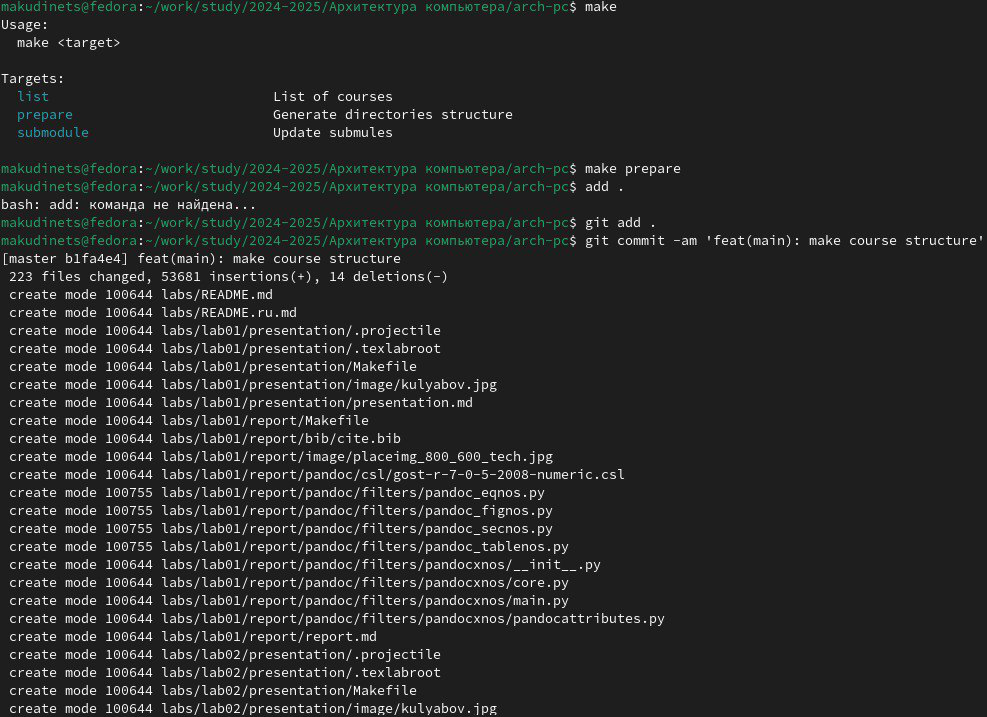 makudinets@fedora:~/work/study/2024-2025/Архитектура компьютера/arch-pc$ make
Usage:
  make <target>

Targets:
  list                            List of courses
  prepare                         Generate directories structure
  submodule                       Update submules

makudinets@fedora:~/work/study/2024-2025/Архитектура компьютера/arch-pc$ make prepare
makudinets@fedora:~/work/study/2024-2025/Архитектура компьютера/arch-pc$ add .
bash: add: команда не найдена...
makudinets@fedora:~/work/study/2024-2025/Архитектура компьютера/arch-pc$ git add .
makudinets@fedora:~/work/study/2024-2025/Архитектура компьютера/arch-pc$ git commit -am 'feat(main): make course structure'
[master b1fa4e4] feat(main): make course structure
 223 files changed, 53681 insertions(+), 14 deletions(-)
 create mode 100644 labs/README.md
 create mode 100644 labs/README.ru.md
 create mode 100644 labs/lab01/presentation/.projectile
 create mode 100644 labs/lab01/presentation/.texlabroot
 create mode 100644 labs/lab01/presentation/Makefile
 create mode 100644 labs/lab01/presentation/image/kulyabov.jpg
 create mode 100644 labs/lab01/presentation/presentation.md
 create mode 100644 labs/lab01/report/Makefile
 create mode 100644 labs/lab01/report/bib/cite.bib
 create mode 100644 labs/lab01/report/image/placeimg_800_600_tech.jpg
 create mode 100644 labs/lab01/report/pandoc/csl/gost-r-7-0-5-2008-numeric.csl
 create mode 100755 labs/lab01/report/pandoc/filters/pandoc_eqnos.py
 create mode 100755 labs/lab01/report/pandoc/filters/pandoc_fignos.py
 create mode 100755 labs/lab01/report/pandoc/filters/pandoc_secnos.py
 create mode 100755 labs/lab01/report/pandoc/filters/pandoc_tablenos.py
 create mode 100644 labs/lab01/report/pandoc/filters/pandocxnos/__init__.py
 create mode 100644 labs/lab01/report/pandoc/filters/pandocxnos/core.py
 create mode 100644 labs/lab01/report/pandoc/filters/pandocxnos/main.py
 create mode 100644 labs/lab01/report/pandoc/filters/pandocxnos/pandocattributes.py
 create mode 100644 labs/lab01/report/report.md
 create mode 100644 labs/lab02/presentation/.projectile
 create mode 100644 labs/lab02/presentation/.texlabroot
 create mode 100644 labs/lab02/presentation/Makefile
 create mode 100644 labs/lab02/presentation/image/kulyabov.jpg